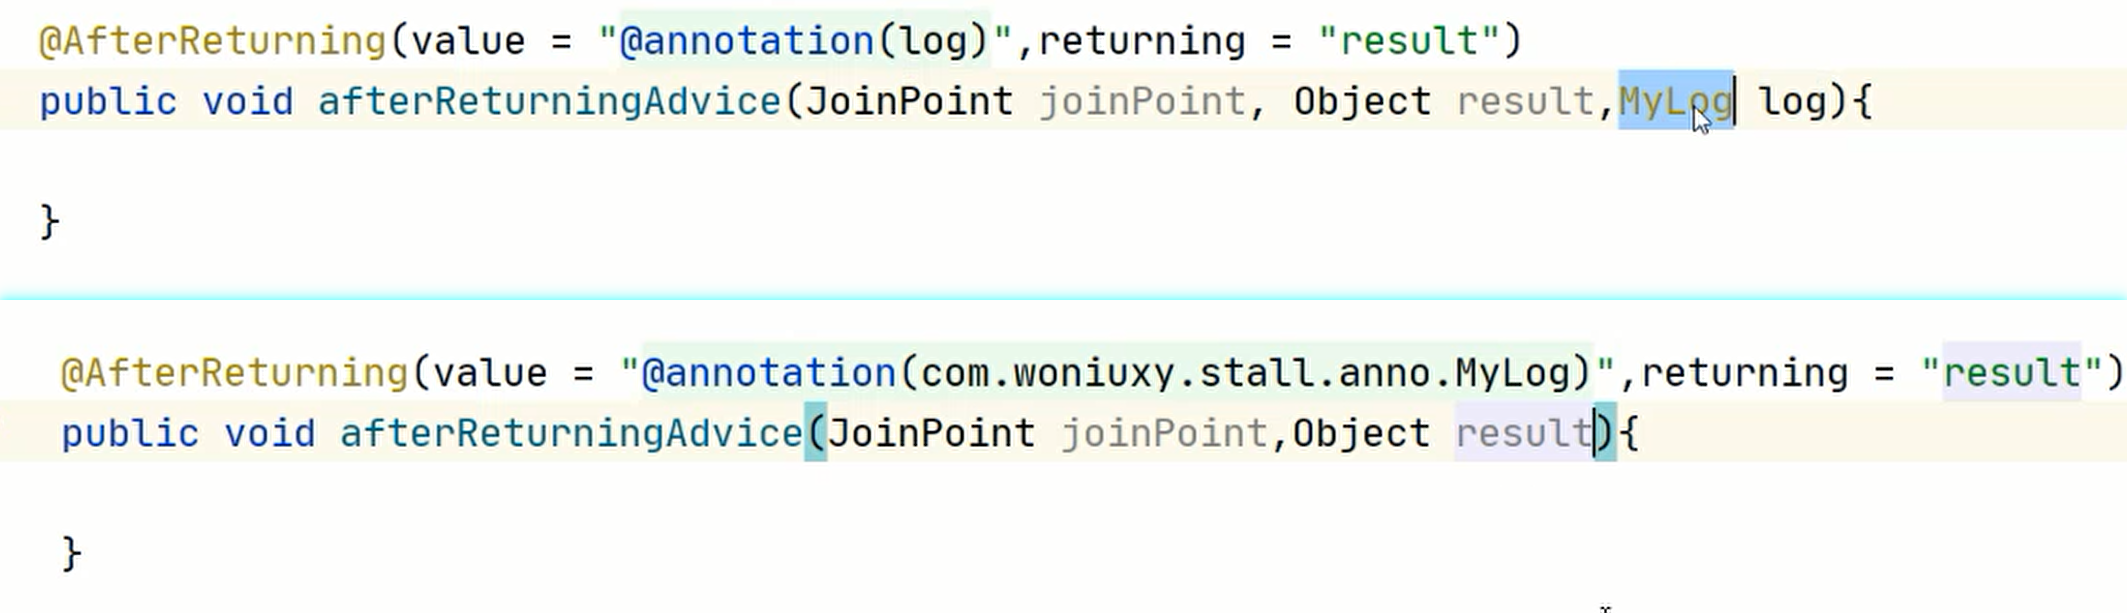 @AfterReturning(value = "@annotation(log)",returning = "result")
public void afterReturningAdvice(JoinPoint joinPoint, Object result,MyLog log){
}
@AfterReturning(value = "@annotation(com.woniuxy.stall.anno.MyLog)",returning = "result")
public void afterReturningAdvice(JoinPoint joinPoint,Object result){
}